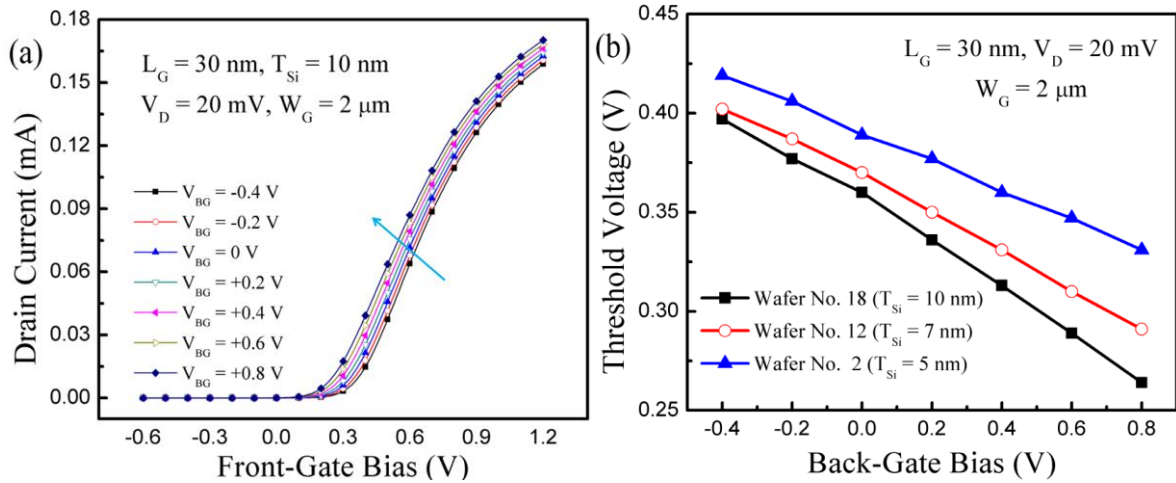 (a)
L_G = 30 nm, T_Si = 10 nm
V_D = 20 mV, W_G = 2 μm
V_BG = -0.4 V
V_BG = -0.2 V
V_BG = 0 V
V_BG = +0.2 V
V_BG = +0.4 V
V_BG = +0.6 V
V_BG = +0.8 V
Drain Current (mA)
0.18
0.15
0.12
0.09
0.06
0.03
0.00
-0.6 -0.3 0.0 0.3 0.6 0.9 1.2
Front-Gate Bias (V)
(b)
L_G = 30 nm, V_D = 20 mV
W_G = 2 μm
Wafer No. 18 (T_Si = 10 nm)
Wafer No. 12 (T_Si = 7 nm)
Wafer No. 2 (T_Si = 5 nm)
Threshold Voltage (V)
0.45
0.40
0.35
0.30
0.25
-0.4 -0.2 0.0 0.2 0.4 0.6 0.8
Back-Gate Bias (V)